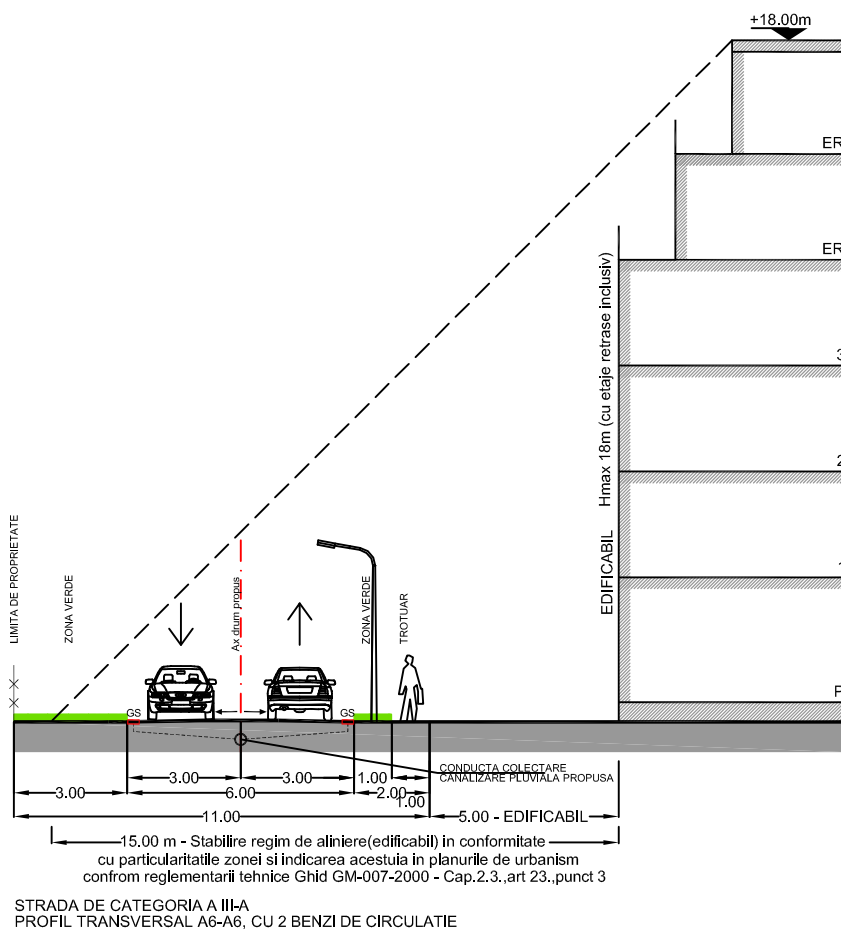 +18.00m
ER
ER
3
2
1
P
Hmax 18m (cu etaje retrase inclusiv)
EDIFICABIL
LIMITA DE PROPRIETATE
ZONA VERDE
Ax drum propus
ZONA VERDE
TROTUAR
GS
GS
CONDUCTA COLECTARE
CANALIZARE PLUVIALA PROPUSA
3.00
3.00
1.00
3.00
6.00
2.00
1.00
11.00
5.00 - EDIFICABIL
15.00 m - Stabilire regim de aliniere(edificabil) in conformitate
cu particularitatile zonei si indicarea acestuia in planurile de urbanism
confrom reglementarii tehnice Ghid GM-007-2000 - Cap.2.3.,art 23.,punct 3
STRADA DE CATEGORIA A III-A
PROFIL TRANSVERSAL A6-A6, CU 2 BENZI DE CIRCULATIE